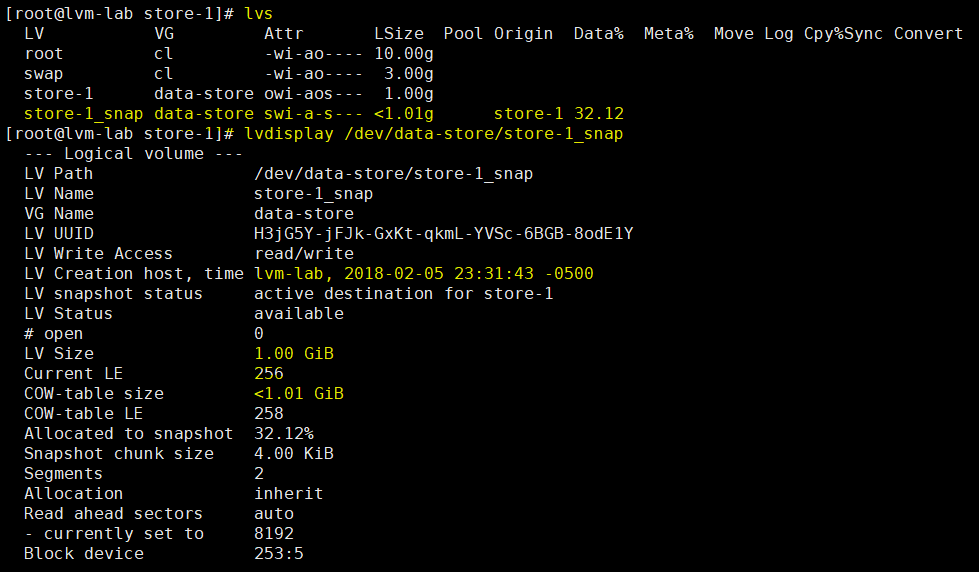 [root@lvm-lab store-1]# lvs
  LV           VG         Attr       LSize  Pool Origin  Data%  Meta%  Move Log Cpy%Sync Convert
  root         cl         -wi-ao---- 10.00g
  swap         cl         -wi-ao----  3.00g
  store-1      data-store owi-aos---  1.00g
  store-1_snap data-store swi-a-s--- <1.01g      store-1 32.12
[root@lvm-lab store-1]# lvdisplay /dev/data-store/store-1_snap
  --- Logical volume ---
  LV Path                /dev/data-store/store-1_snap
  LV Name                store-1_snap
  VG Name                data-store
  LV UUID                H3jG5Y-jFJk-GxKt-qkmL-YVSc-6BGB-8odE1Y
  LV Write Access        read/write
  LV Creation host, time lvm-lab, 2018-02-05 23:31:43 -0500
  LV snapshot status     active destination for store-1
  LV Status              available
  # open                 0
  LV Size                1.00 GiB
  Current LE             256
  COW-table size         <1.01 GiB
  COW-table LE           258
  Allocated to snapshot  32.12%
  Snapshot chunk size    4.00 KiB
  Segments               2
  Allocation             inherit
  Read ahead sectors     auto
  - currently set to     8192
  Block device           253:5